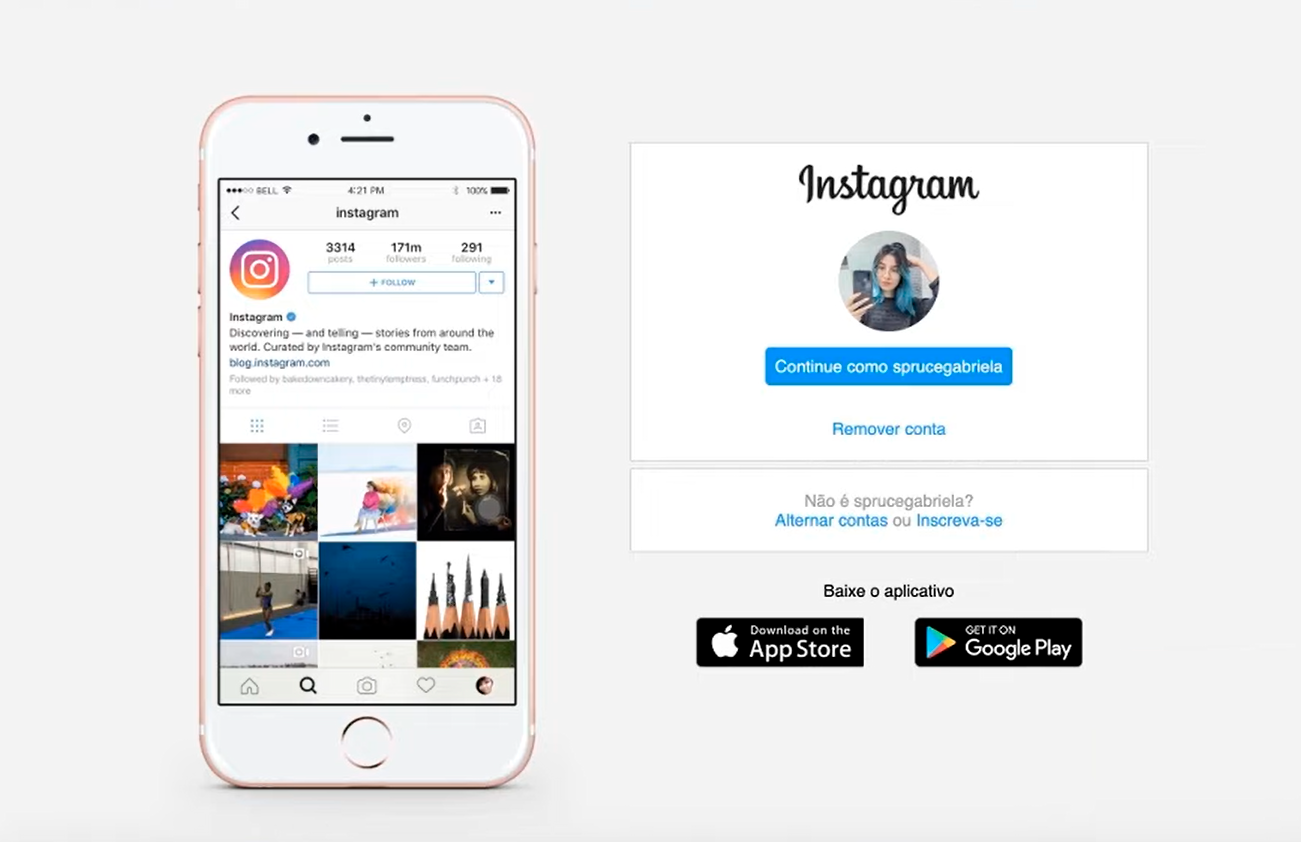 BELL
4:21 PM
100%
instagram
3314
posts
171m
followers
291
following
+ FOLLOW
Instagram
Discovering — and telling — stories from around the
world. Curated by Instagram's community team.
blog.instagram.com
Followed by bakedowncakery, thetinylemptress, funchpunch + 18
more
Instagram
Continue como sprucegabriela
Remover conta
Não é sprucegabriela?
Alternar contas ou Inscreva-se
Baixe o aplicativo
Download on the
App Store
GET IT ON
Google Play